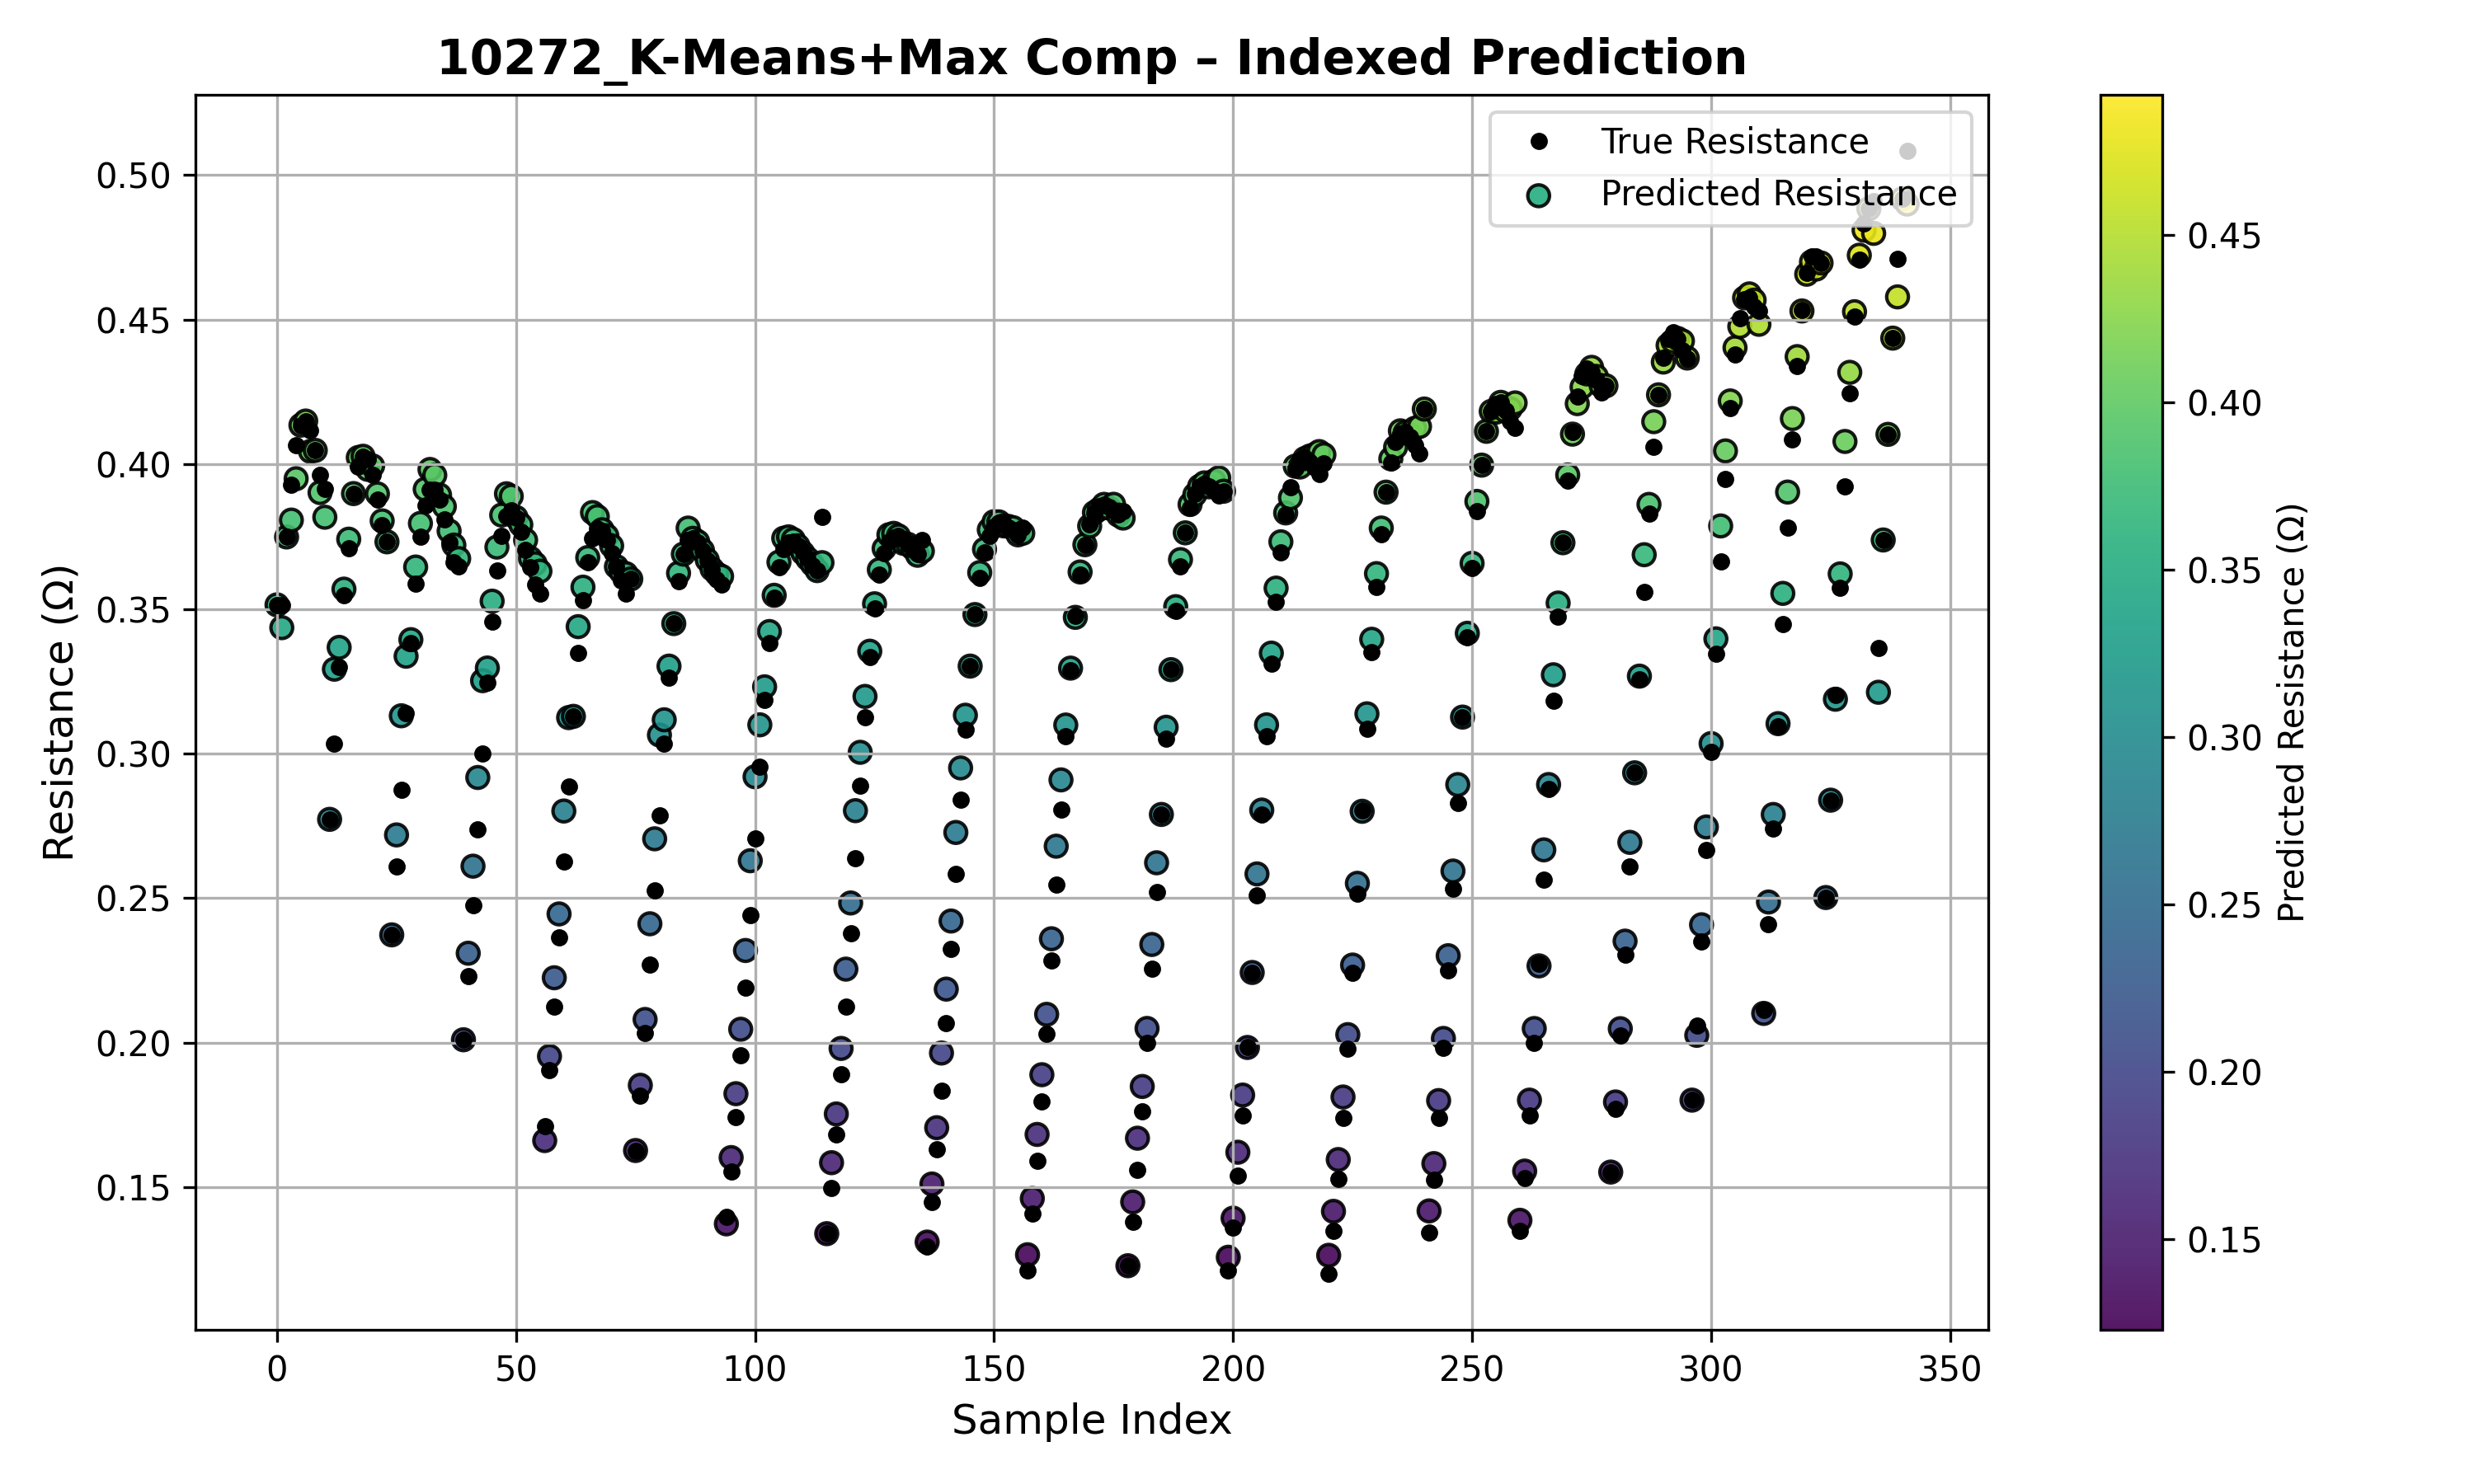 10272_K-Means+Max Comp – Indexed Prediction
True Resistance
Predicted Resistance
Resistance (Ω)
0.50
0.45
0.40
0.35
0.30
0.25
0.20
0.15
0 50 100 150 200 250 300 350
Sample Index
0.45
0.40
0.35
0.30
0.25
0.20
0.15
Predicted Resistance (Ω)